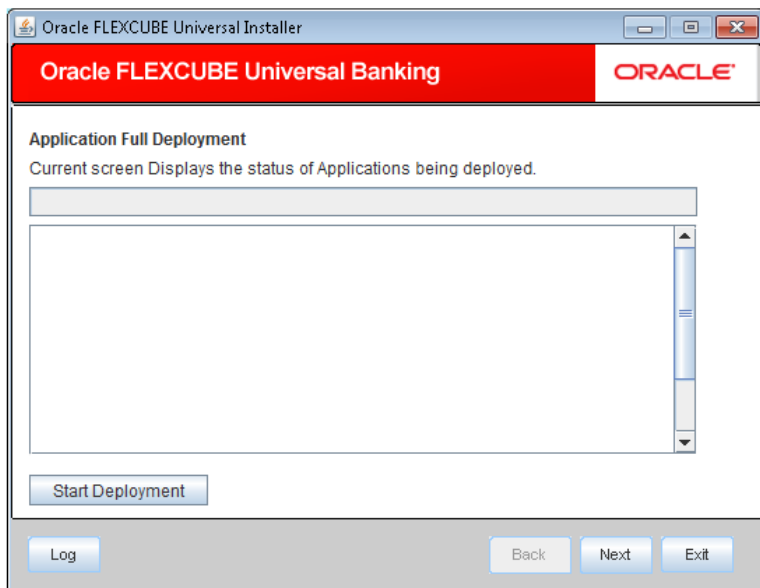 Oracle FLEXCUBE Universal Installer
Oracle FLEXCUBE Universal Banking
ORACLE'
Application Full Deployment
Current screen Displays the status of Applications being deployed.
Start Deployment
Log
Back
Next
Exit